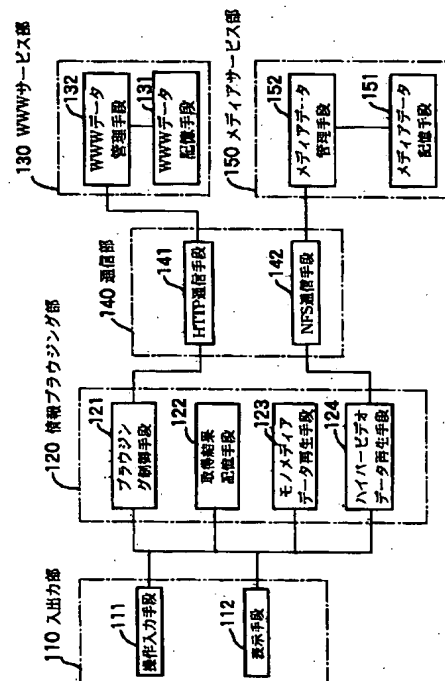 110 入出力部
111
操作入力手段
112
表示手段
120 情報ブラウジング部
121
ブラウジン
グ制御手段
122
取得結果
記憶手段
123
モノメディア
データ再生手段
124
ハイパービデオ
データ再生手段
140 通信部
141
HTTP通信手段
142
NFS通信手段
130 WWWサービス部
132
WWWデータ
管理手段
131
WWWデータ
記憶手段
150 メディアサービス部
152
メディアデータ
管理手段
151
メディアデータ
記憶手段